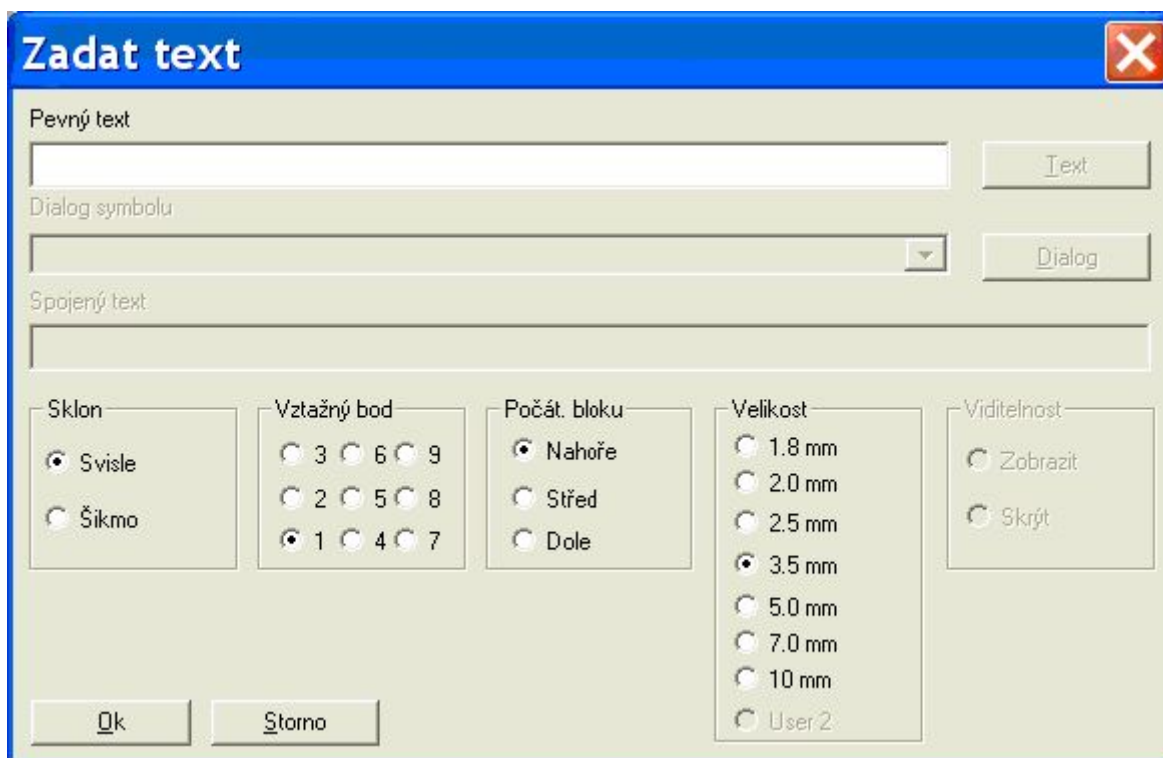 Zadat text
Pevný text
Text
Dialog symbolu
Dialog
Spojený text
Sklon
Svisle
Šikmo
Vztažný bod
3 6 9
2 5 8
1 4 7
Počát. bloku
Nahoře
Střed
Dole
Velikost
1.8 mm
2.0 mm
2.5 mm
3.5 mm
5.0 mm
7.0 mm
10 mm
User 2
Viditelnost
Zobrazit
Skrýt
Ok
Storno